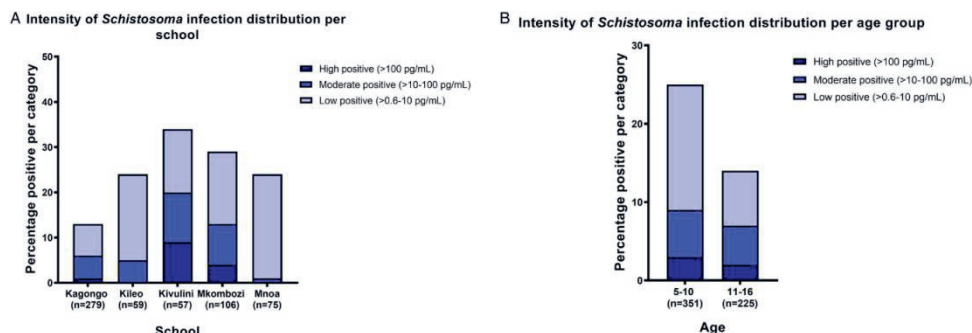 A Intensity of Schistosoma infection distribution per
school
Percentage positive per category
50
40
30
20
10
0
High positive (>100 pg/mL)
Moderate positive (>10-100 pg/mL)
Low positive (>0.6-10 pg/mL)
Kagongo Kileo Kivulini Mkombozi Mnoa
(n=279) (n=59) (n=57) (n=106) (n=75)
School
B Intensity of Schistosoma infection distribution per age group
Percentage positive per category
30
20
10
0
High positive (>100 pg/mL)
Moderate positive (>10-100 pg/mL)
Low positive (>0.6-10 pg/mL)
5-10 11-16
(n=351) (n=225)
Age